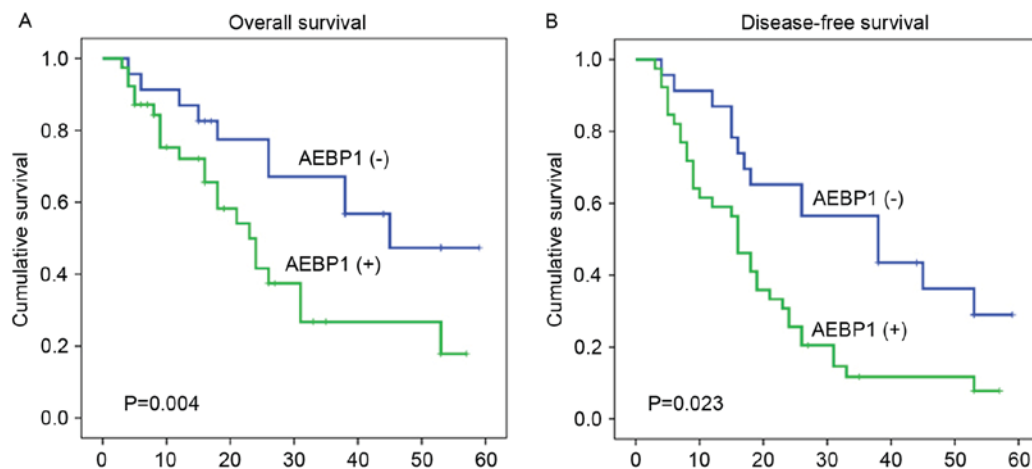 A
Overall survival
Cumulative survival
1.0
0.8
0.6
0.4
0.2
0.0
AEBP1 (-)
AEBP1 (+)
P=0.004
0 10 20 30 40 50 60
B
Disease-free survival
Cumulative survival
1.0
0.8
0.6
0.4
0.2
0.0
AEBP1 (-)
AEBP1 (+)
P=0.023
0 10 20 30 40 50 60